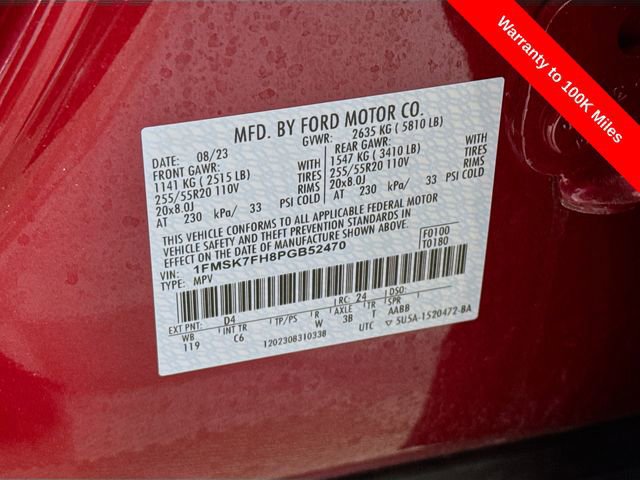 Warranty to 100K Miles
MFD. BY FORD MOTOR CO.
DATE: 08/23 GVWR: 2635 KG ( 5810 LB)
FRONT GAWR: REAR GAWR:
1141 KG ( 2515 LB) WITH 1547 KG ( 3410 LB) WITH
255/55R20 110V TIRES 255/55R20 110V TIRES
20x8.0J RIMS 20x8.0J RIMS
AT 230 kPa/ 33 PSI COLD AT 230 kPa/ 33 PSI COLD
THIS VEHICLE CONFORMS TO ALL APPLICABLE FEDERAL MOTOR
VEHICLE SAFETY AND THEFT PREVENTION STANDARDS IN
EFFECT ON THE DATE OF MANUFACTURE SHOWN ABOVE.
VIN: 1FMSK7FH8PGB52470 F0100
TYPE: MPV T0180
EXT PNT: D4 RC: 24 DSO:
WB INT TR TP/PS R AXLE TR SPR
119 C6 W 3B T AABB
1202308310338 UTC ▽ 5U5A-1520472-BA